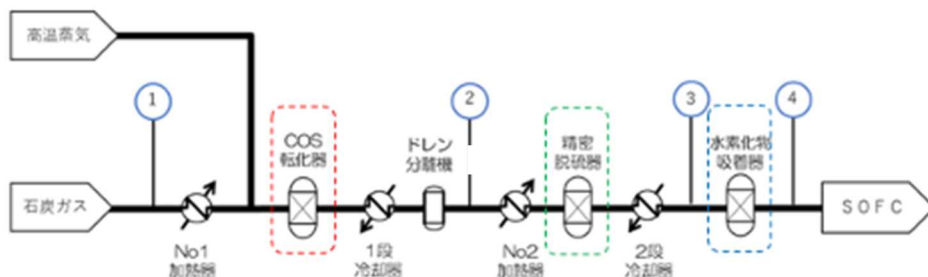 高温蒸気
石炭ガス
1
No1
加熱器
COS
転化器
1段
冷却器
ドレン
分離機
2
No2
加熱器
精密
脱硫器
2段
冷却器
3
水素化物
吸着器
4
SOFC